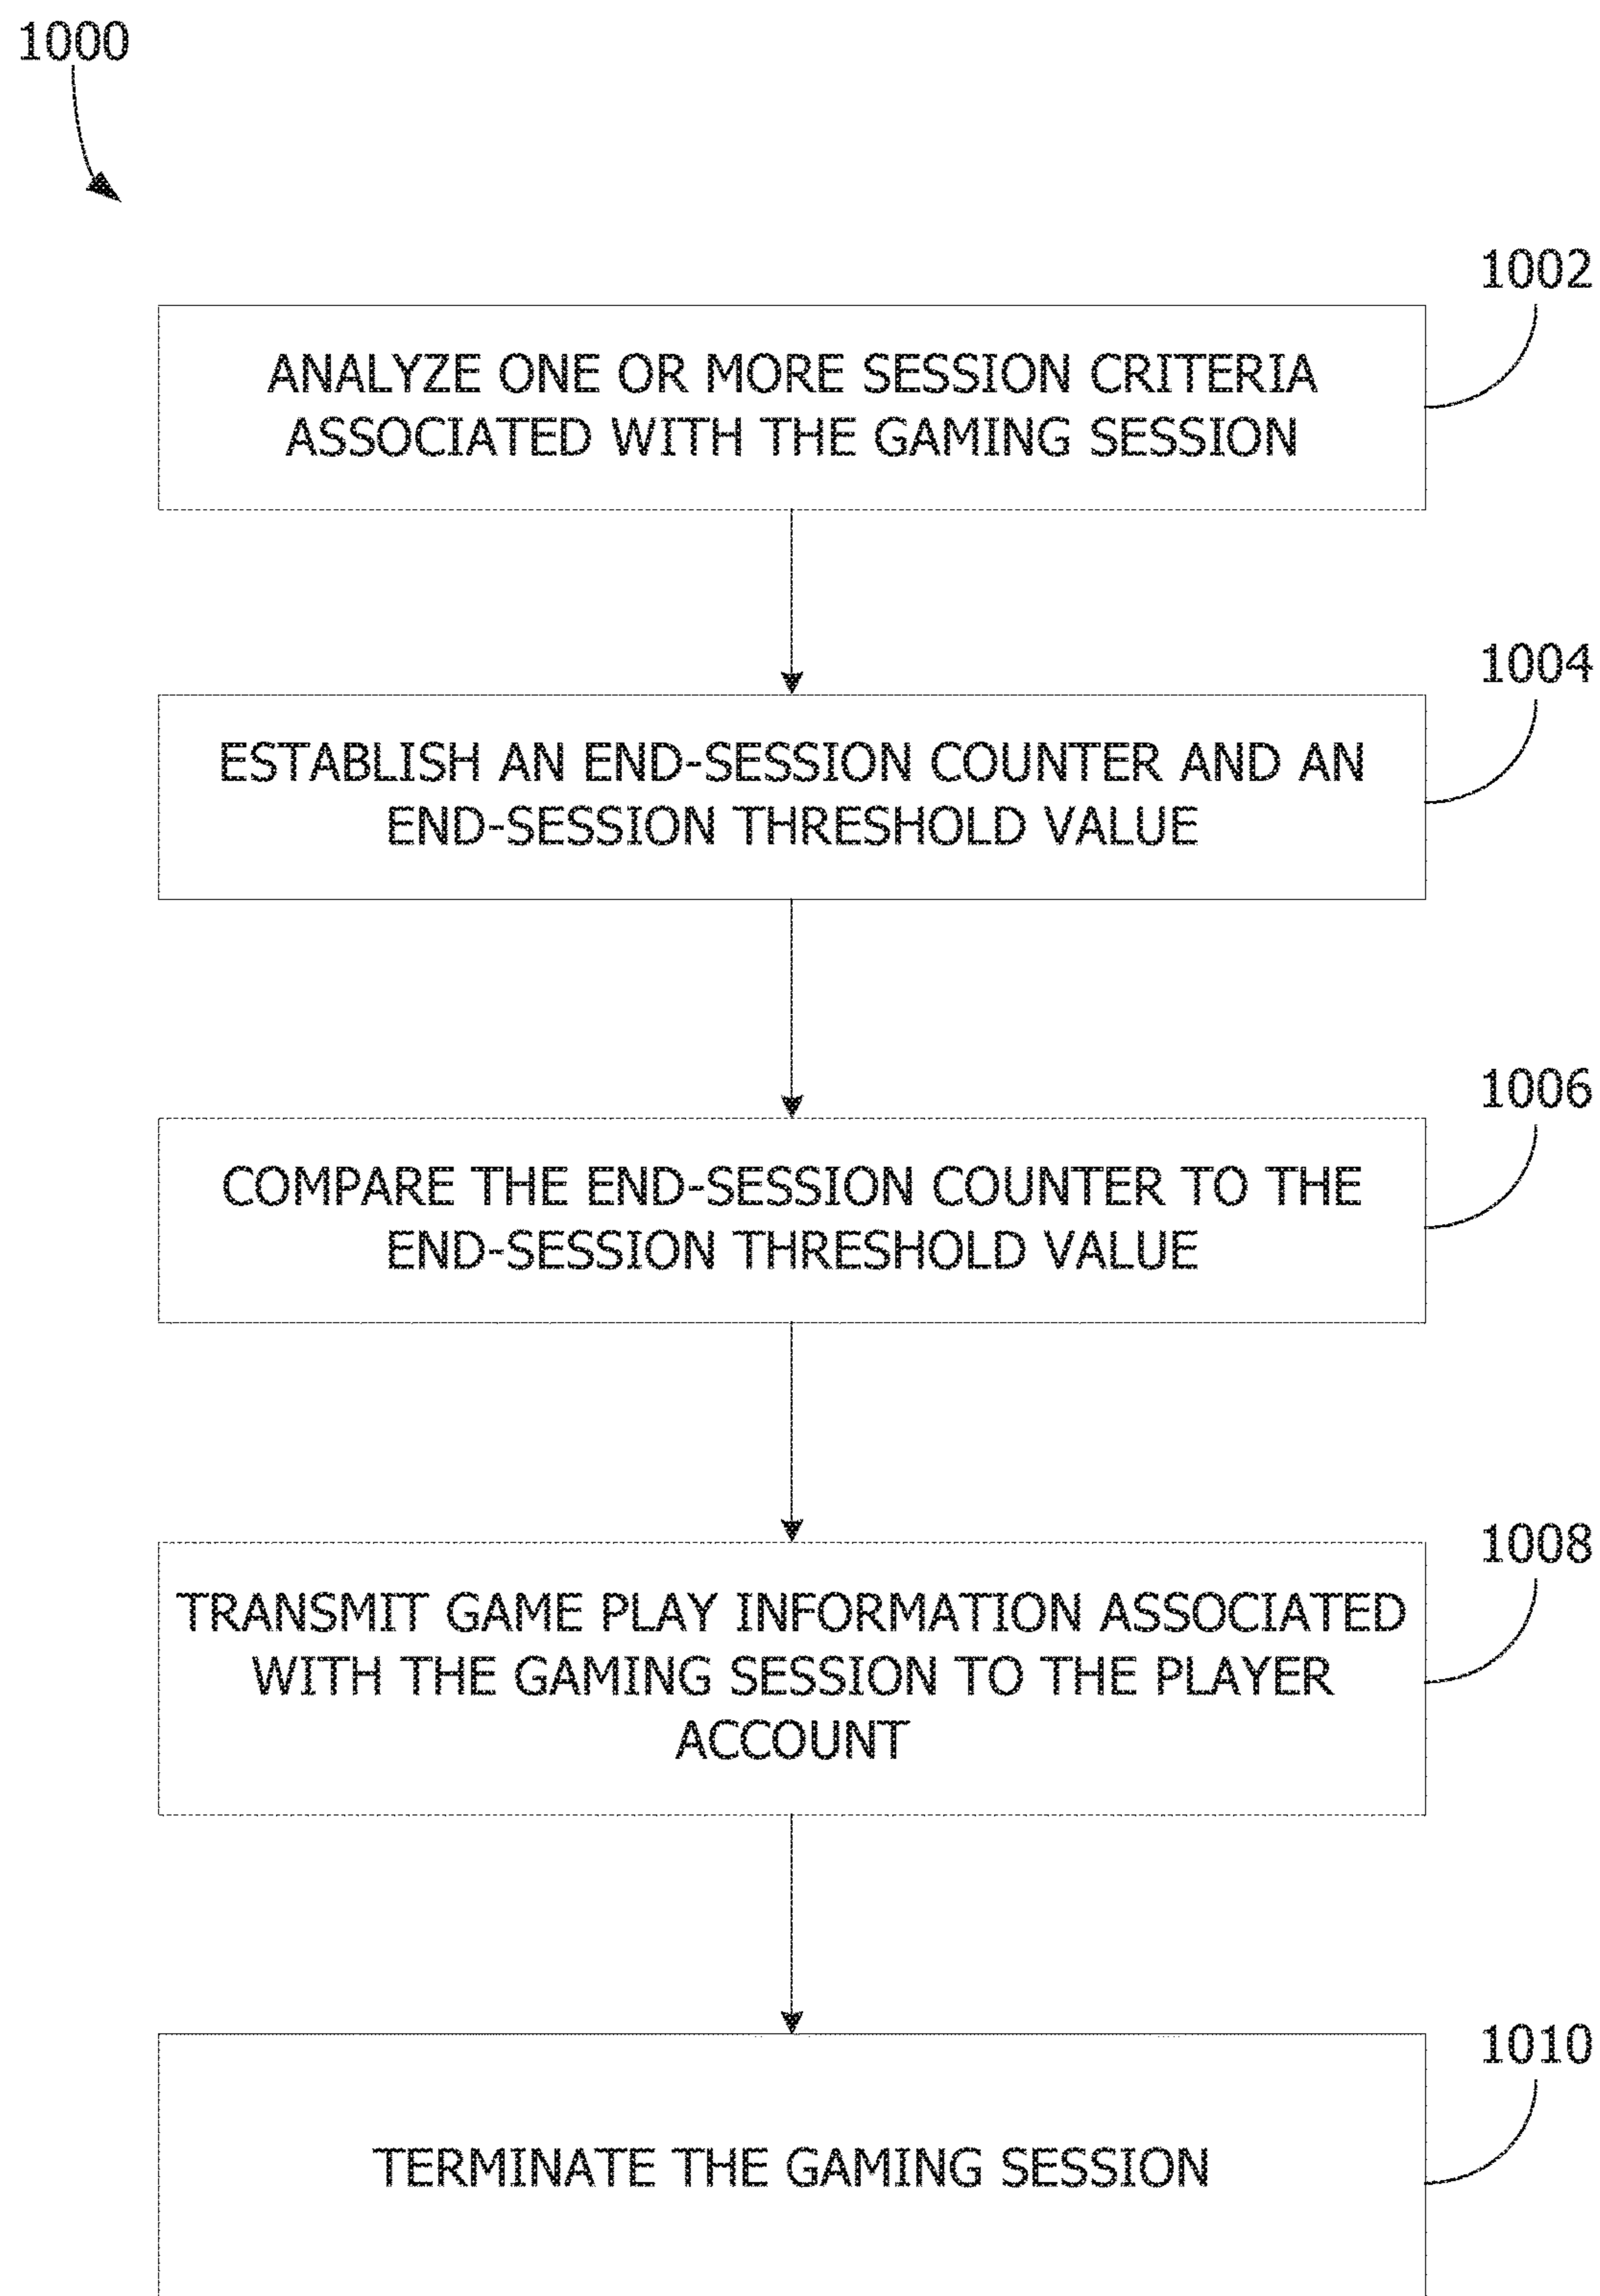 1000
1002
ANALYZE ONE OR MORE SESSION CRITERIA
ASSOCIATED WITH THE GAMING SESSION
1004
ESTABLISH AN END-SESSION COUNTER AND AN
END-SESSION THRESHOLD VALUE
1006
COMPARE THE END-SESSION COUNTER TO THE
END-SESSION THRESHOLD VALUE
1008
TRANSMIT GAME PLAY INFORMATION ASSOCIATED
WITH THE GAMING SESSION TO THE PLAYER
ACCOUNT
1010
TERMINATE THE GAMING SESSION